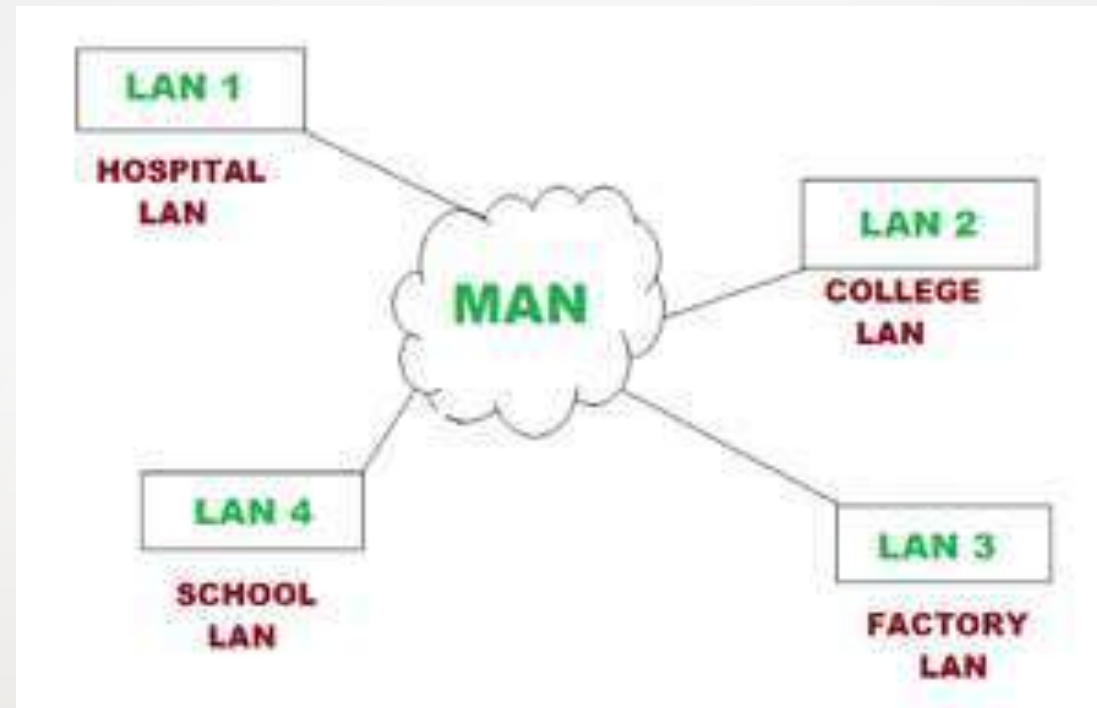 LAN 1
HOSPITAL
LAN
MAN
LAN 2
COLLEGE
LAN
LAN 4
SCHOOL
LAN
LAN 3
FACTORY
LAN